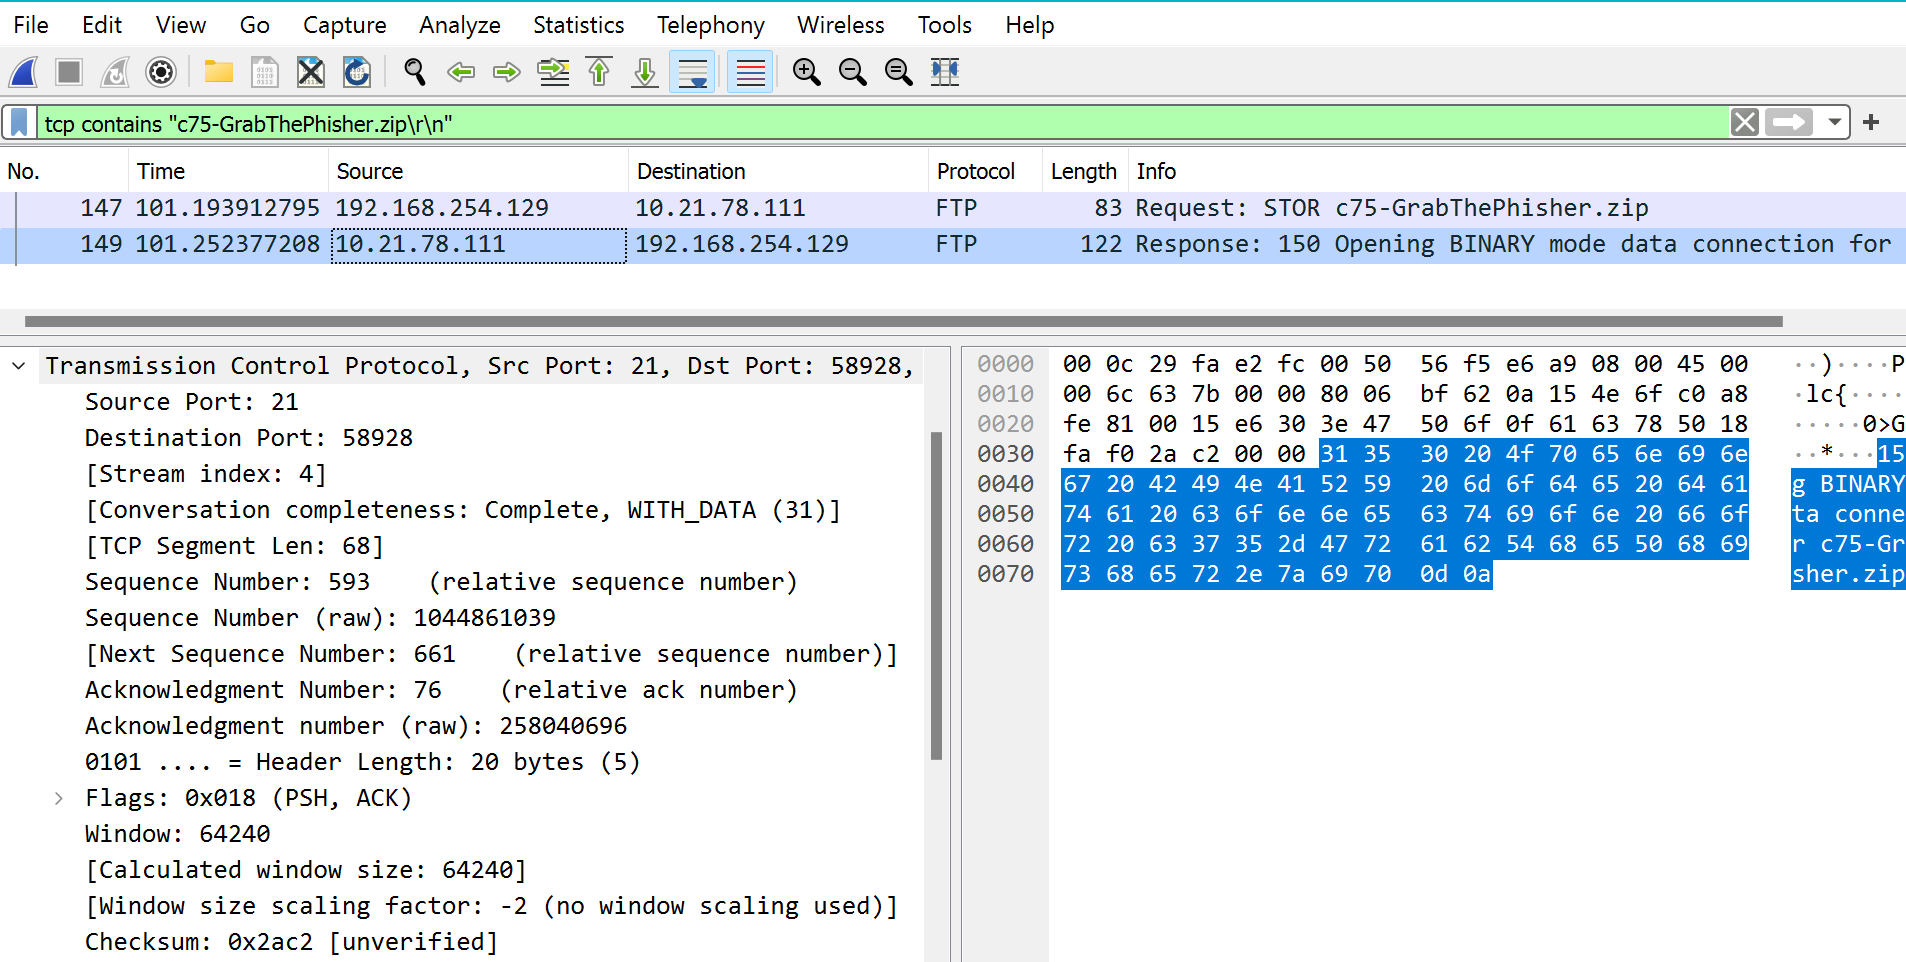 File Edit View Go Capture Analyze Statistics Telephony Wireless Tools Help
tcp contains "c75-GrabThePhisher.zip\r\n"
No. Time Source Destination Protocol Length Info
147 101.193912795 192.168.254.129 10.21.78.111 FTP 83 Request: STOR c75-GrabThePhisher.zip
149 101.252377208 10.21.78.111 192.168.254.129 FTP 122 Response: 150 Opening BINARY mode data connection for
Transmission Control Protocol, Src Port: 21, Dst Port: 58928,
Source Port: 21
Destination Port: 58928
[Stream index: 4]
[Conversation completeness: Complete, WITH_DATA (31)]
[TCP Segment Len: 68]
Sequence Number: 593 (relative sequence number)
Sequence Number (raw): 1044861039
[Next Sequence Number: 661 (relative sequence number)]
Acknowledgment Number: 76 (relative ack number)
Acknowledgment number (raw): 258040696
0101 .... = Header Length: 20 bytes (5)
Flags: 0x018 (PSH, ACK)
Window: 64240
[Calculated window size: 64240]
[Window size scaling factor: -2 (no window scaling used)]
Checksum: 0x2ac2 [unverified]
0000 00 0c 29 fa e2 fc 00 50 56 f5 e6 a9 08 00 45 00 ··)····P
0010 00 6c 63 7b 00 00 80 06 bf 62 0a 15 4e 6f c0 a8 ·lc{····
0020 fe 81 00 15 e6 30 3e 47 50 6f 0f 61 63 78 50 18 ·····0>G
0030 fa f0 2a c2 00 00 31 35 30 20 4f 70 65 6e 69 6e ··*···15
0040 67 20 42 49 4e 41 52 59 20 6d 6f 64 65 20 64 61 g BINARY
0050 74 61 20 63 6f 6e 6e 65 63 74 69 6f 6e 20 66 6f ta conne
0060 72 20 63 37 35 2d 47 72 61 62 54 68 65 50 68 69 r c75-Gr
0070 73 68 65 72 2e 7a 69 70 0d 0a sher.zip